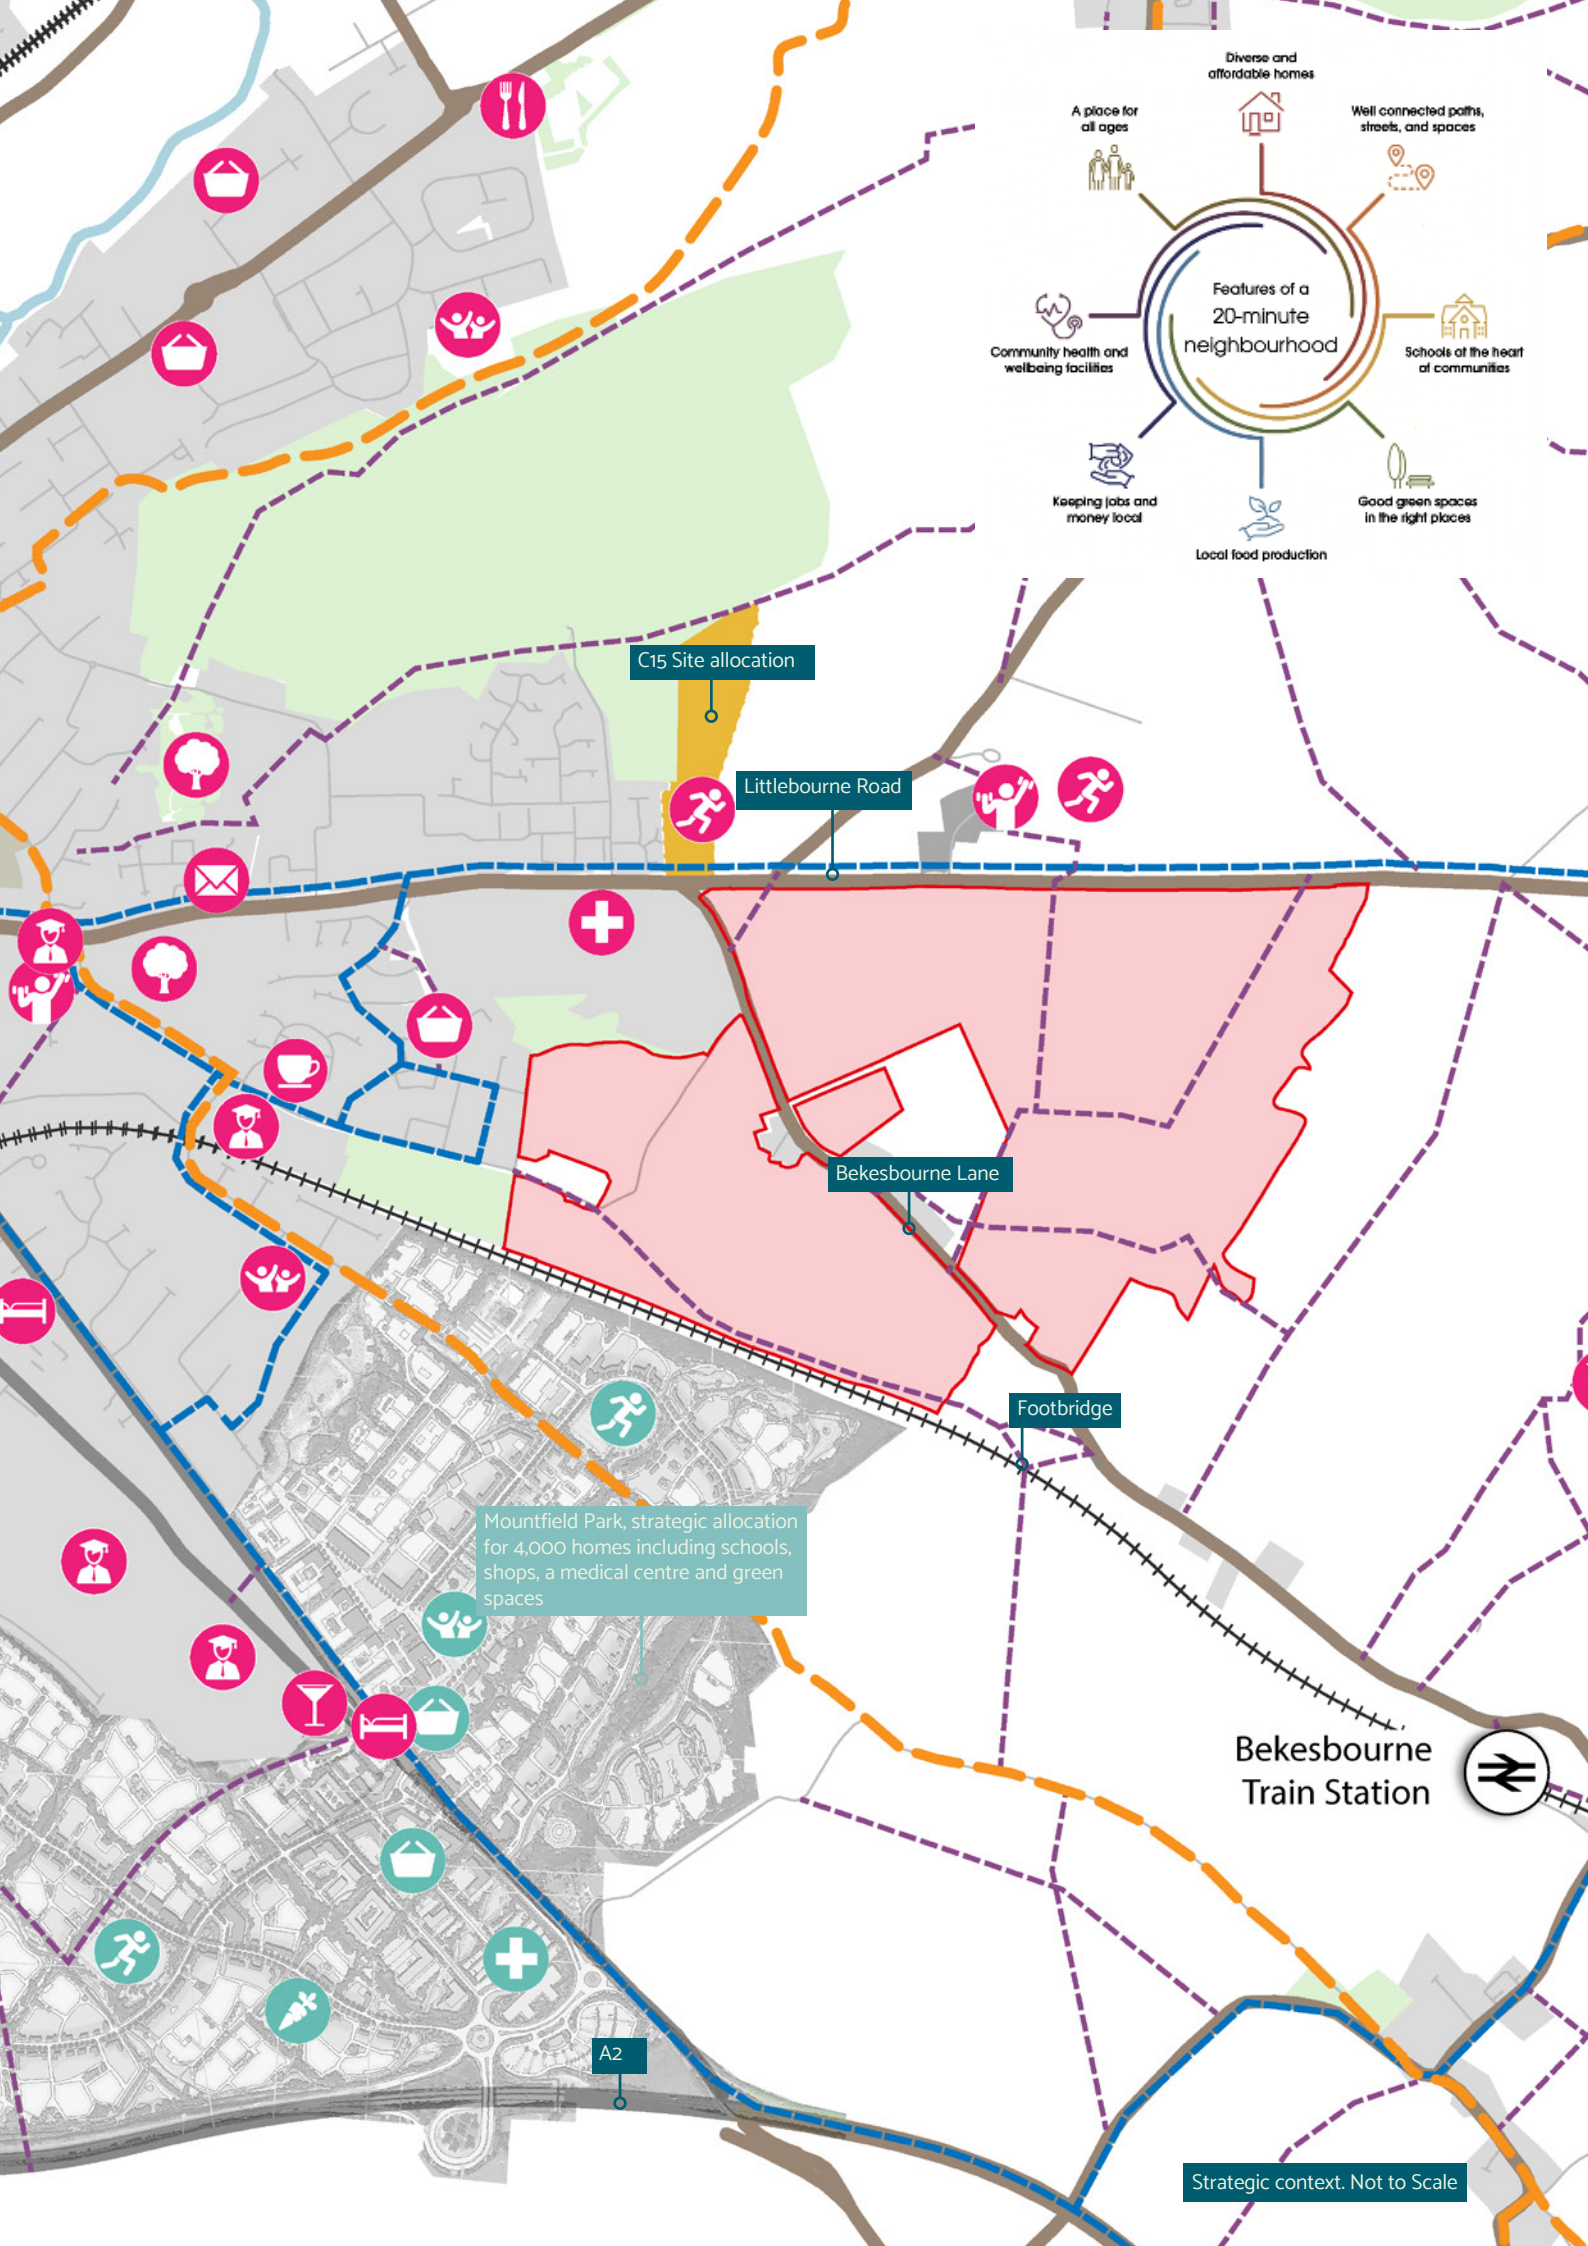 Diverse and
affordable homes
A place for
all ages
Well connected paths,
streets, and spaces
Features of a
20-minute
neighbourhood
Community health and
wellbeing facilities
Schools at the heart
of communities
Keeping jobs and
money local
Good green spaces
in the right places
Local food production
C15 Site allocation
Littlebourne Road
Bekesbourne Lane
Footbridge
Mountfield Park, strategic allocation
for 4,000 homes including schools,
shops, a medical centre and green
spaces
Bekesbourne
Train Station
A2
Strategic context. Not to Scale